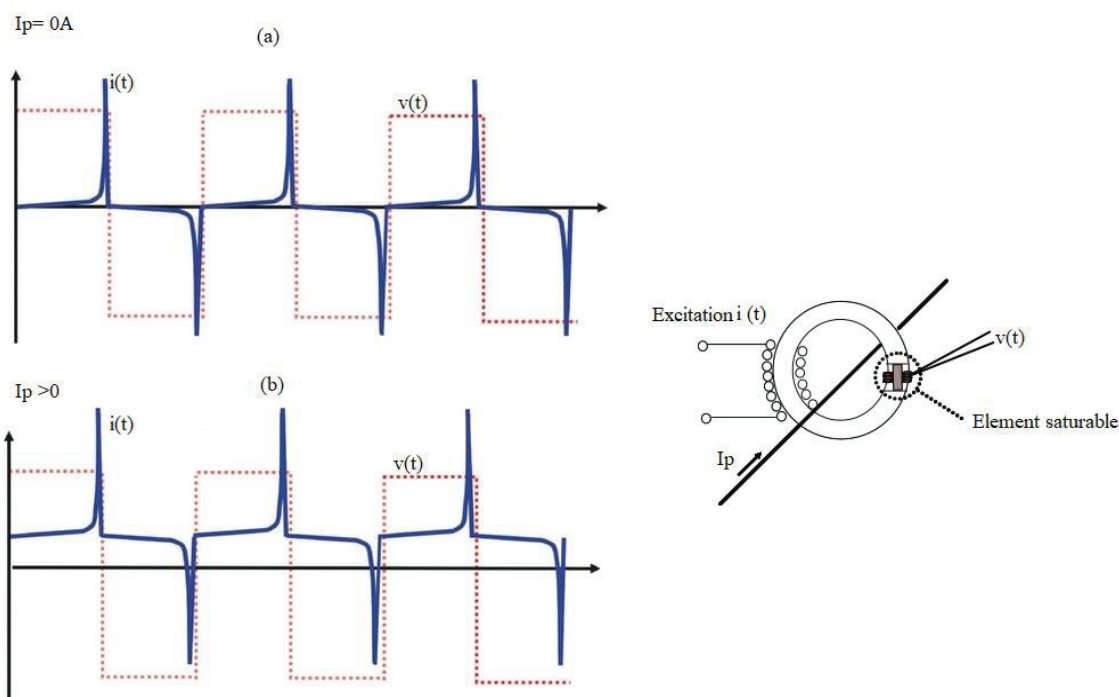 Ip= 0A
(a)
i(t)
v(t)
Ip >0
(b)
i(t)
v(t)
Excitation i (t)
v(t)
Element saturable
Ip